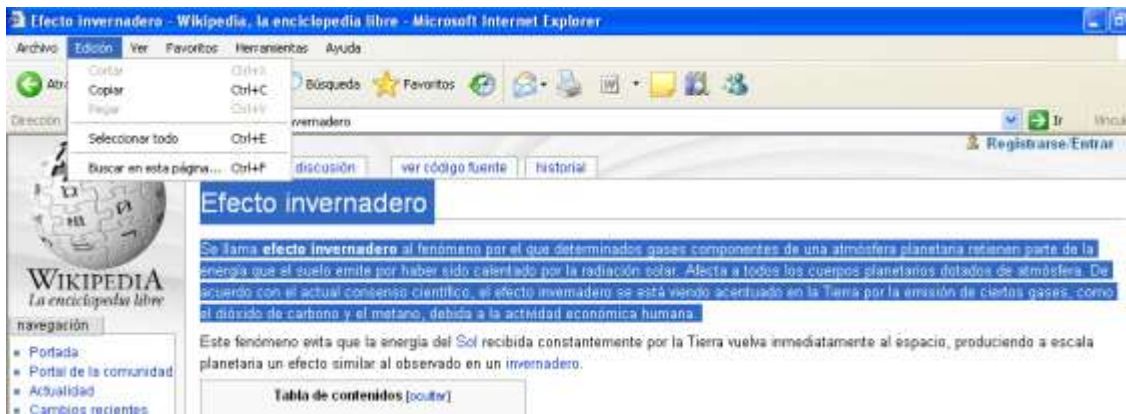 Efecto invernadero - Wikipedia, la enciclopedia libre - Microsoft Internet Explorer
Archivo Edición Ver Favoritos Herramientas Ayuda
Búsqueda Favoritos
Cortar Ctrl+X
Copiar Ctrl+C
Pegar Ctrl+V
Seleccionar todo Ctrl+E
Buscar en esta página... Ctrl+F
Dirección Ir
Registrarse/Entrar
discusión ver código fuente historial
Efecto invernadero
Se llama efecto invernadero al fenómeno por el que determinados gases componentes de una atmósfera planetaria retienen parte de la
energía que el suelo emite por haber sido calentado por la radiación solar. Afecta a todos los cuerpos planetarios dotados de atmósfera. De
acuerdo con el actual consenso científico, el efecto invernadero se está viendo acentuado en la Tierra por la emisión de ciertos gases, como
el dióxido de carbono y el metano, debida a la actividad económica humana.
Este fenómeno evita que la energía del Sol recibida constantemente por la Tierra vuelva inmediatamente al espacio, produciendo a escala
planetaria un efecto similar al observado en un invernadero.
Tabla de contenidos [ocultar]
WIKIPEDIA
La enciclopedia libre
navegación
Portada
Portal de la comunidad
Actualidad
Cambios recientes